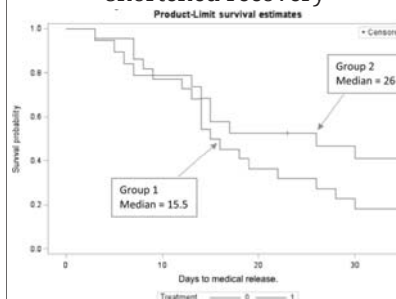 shortened recovery
Product-Limit survival estimates
+ Censore
1.0
0.8
0.6
0.4
0.2
0.0
Survival probability
Group 2
Median = 26
Group 1
Median = 15.5
0
10
20
30
Days to medical release.
Treatment 0 1